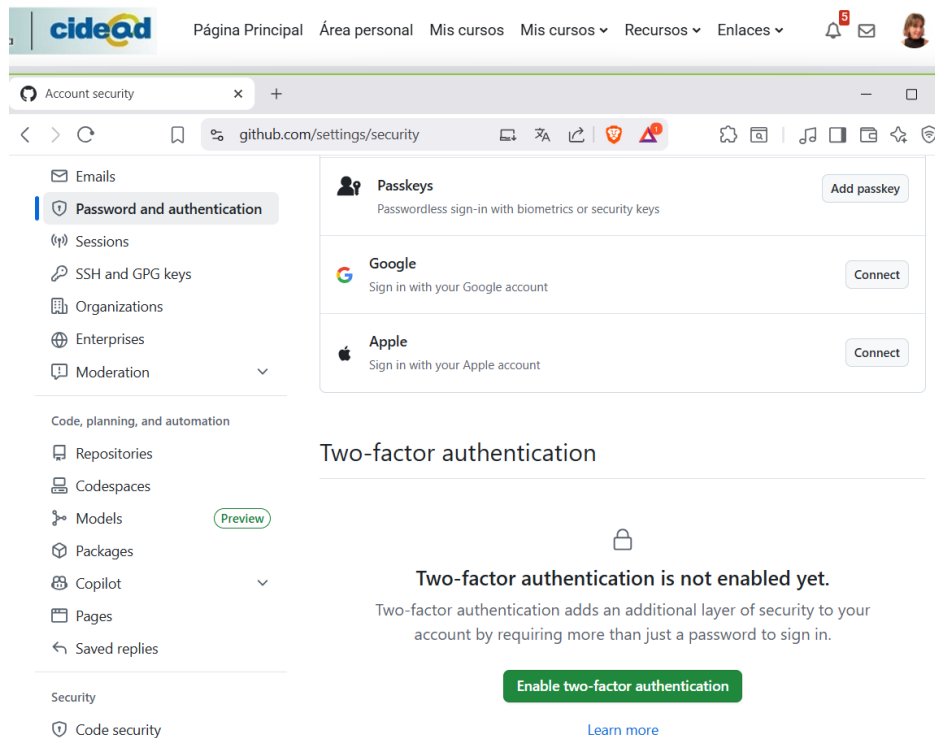 cidead Página Principal Área personal Mis cursos Mis cursos Recursos Enlaces 5
Account security
github.com/settings/security 1
Emails
Password and authentication
Sessions
SSH and GPG keys
Organizations
Enterprises
Moderation
Code, planning, and automation
Repositories
Codespaces
Models Preview
Packages
Copilot
Pages
Saved replies
Security
Code security
Passkeys
Passwordless sign-in with biometrics or security keys
Add passkey
Google
Sign in with your Google account
Connect
Apple
Sign in with your Apple account
Connect
Two-factor authentication
Two-factor authentication is not enabled yet.
Two-factor authentication adds an additional layer of security to your
account by requiring more than just a password to sign in.
Enable two-factor authentication
Learn more